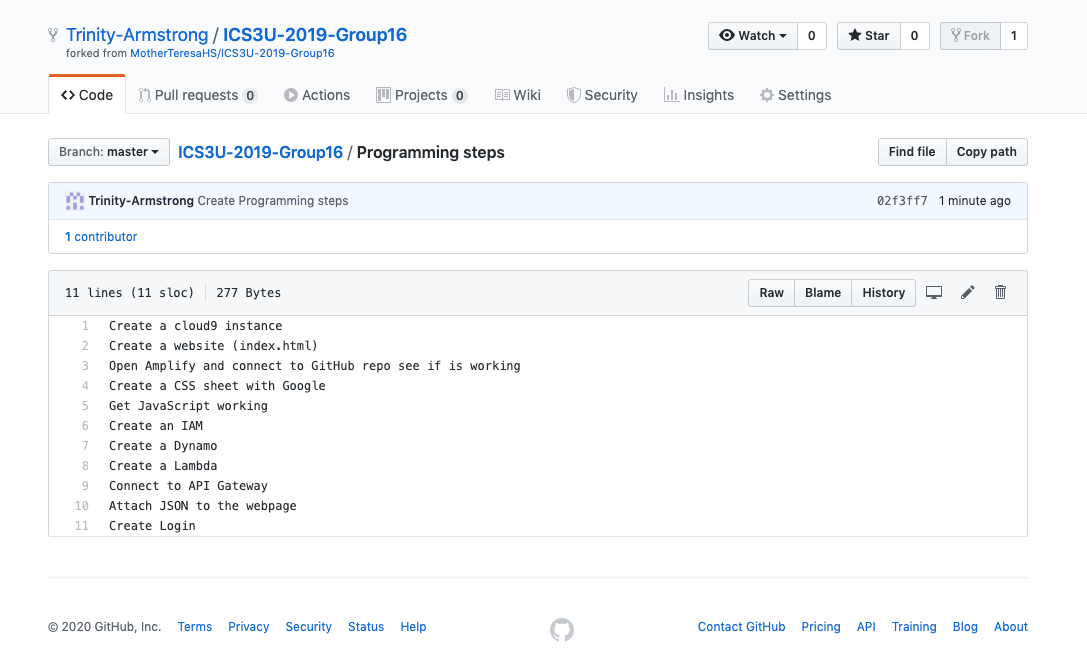 Trinity-Armstrong / ICS3U-2019-Group16
forked from MotherTeresaHS/ICS3U-2019-Group16
Watch 0 Star 0 Fork 1
Code Pull requests 0 Actions Projects 0 Wiki Security Insights Settings
Branch: master ICS3U-2019-Group16 / Programming steps Find file Copy path
Trinity-Armstrong Create Programming steps 02f3ff7 1 minute ago
1 contributor
11 lines (11 sloc) 277 Bytes Raw Blame History
1 Create a cloud9 instance
2 Create a website (index.html)
3 Open Amplify and connect to GitHub repo see if is working
4 Create a CSS sheet with Google
5 Get JavaScript working
6 Create an IAM
7 Create a Dynamo
8 Create a Lambda
9 Connect to API Gateway
10 Attach JSON to the webpage
11 Create Login
© 2020 GitHub, Inc. Terms Privacy Security Status Help Contact GitHub Pricing API Training Blog About